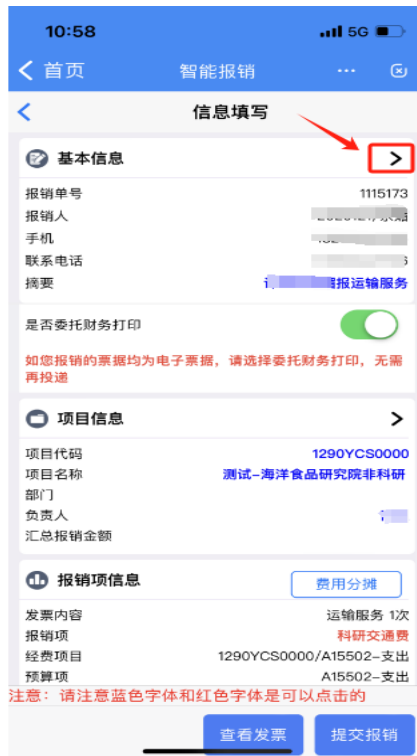 10:58 5G
首页 智能报销 ...
信息填写
基本信息
报销单号 1115173
报销人
手机
联系电话
摘要 报运输服务
是否委托财务打印
如您报销的票据均为电子票据，请选择委托财务打印，无需
再投递
项目信息
项目代码 1290YCS0000
项目名称 测试-海洋食品研究院非科研
部门
负责人
汇总报销金额
报销项信息 费用分摊
发票内容 运输服务 1次
报销项 科研交通费
经费项目 1290YCS0000/A15502-支出
预算项 A15502-支出
注意：请注意蓝色字体和红色字体是可以点击的
查看发票 提交报销